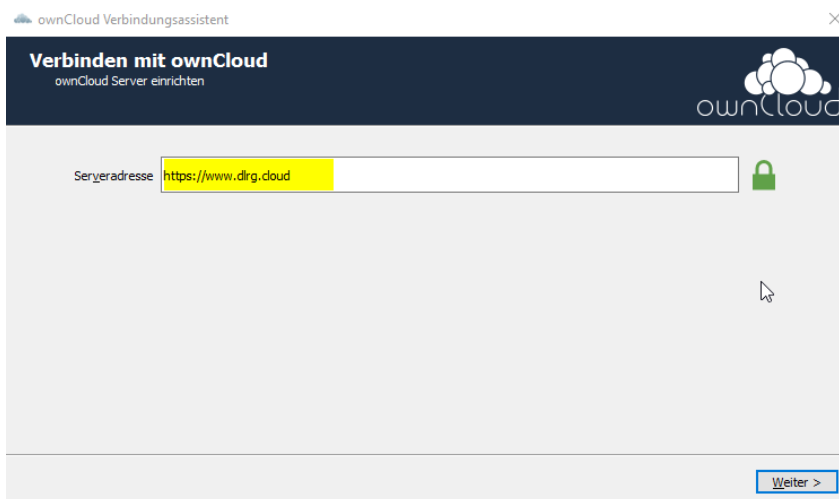 ownCloud Verbindungsassistent
Verbinden mit ownCloud
ownCloud Server einrichten
ownCloud
Serveradresse https://www.dlrg.cloud
Weiter >